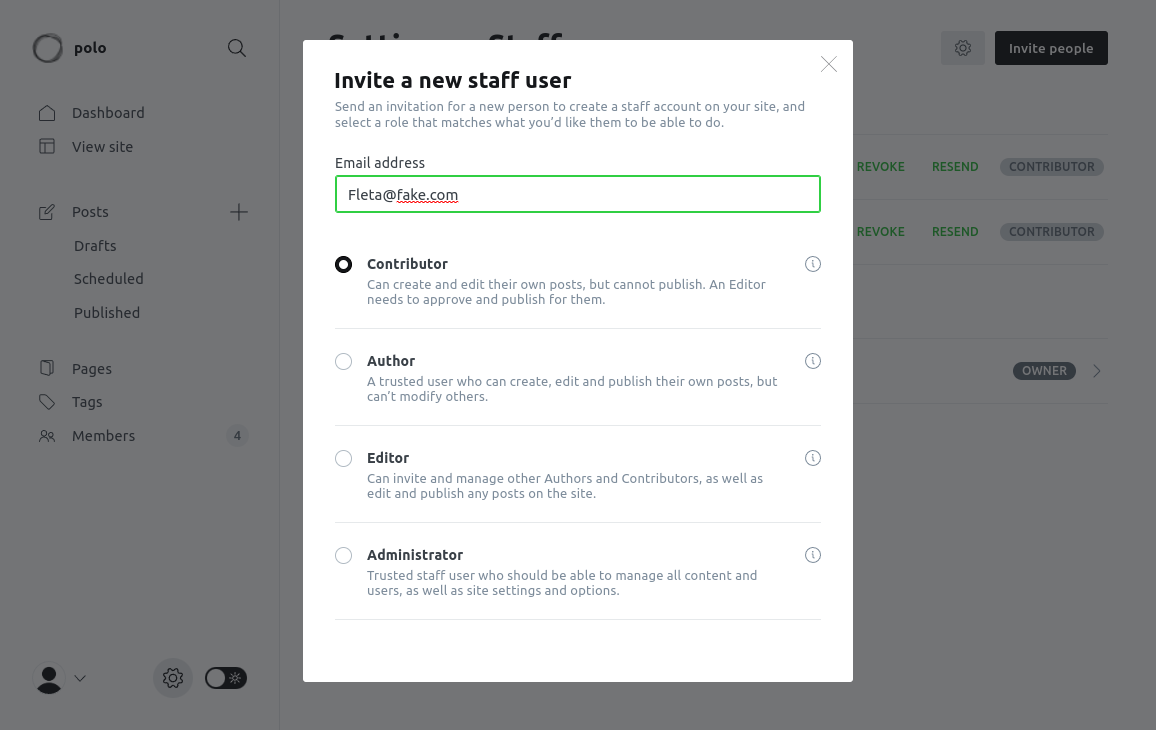 polo
Settings: Staff
Invite people
Dashboard
View site
Posts
Drafts
Scheduled
Published
Pages
Tags
Members
4
Invite a new staff user
Send an invitation for a new person to create a staff account on your site, and
select a role that matches what you’d like them to be able to do.
Email address
Fleta@fake.com
Contributor
Can create and edit their own posts, but cannot publish. An Editor
needs to approve and publish for them.
Author
A trusted user who can create, edit and publish their own posts, but
can’t modify others.
Editor
Can invite and manage other Authors and Contributors, as well as
edit and publish any posts on the site.
Administrator
Trusted staff user who should be able to manage all content and
users, as well as site settings and options.
REVOKE RESEND CONTRIBUTOR
REVOKE RESEND CONTRIBUTOR
OWNER